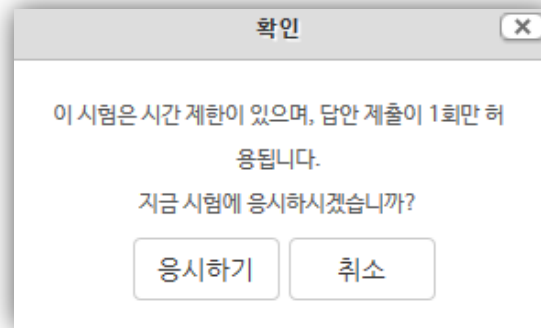 확인
이 시험은 시간 제한이 있으며, 답안 제출이 1회만 허
용됩니다.
지금 시험에 응시하시겠습니까?
응시하기 취소